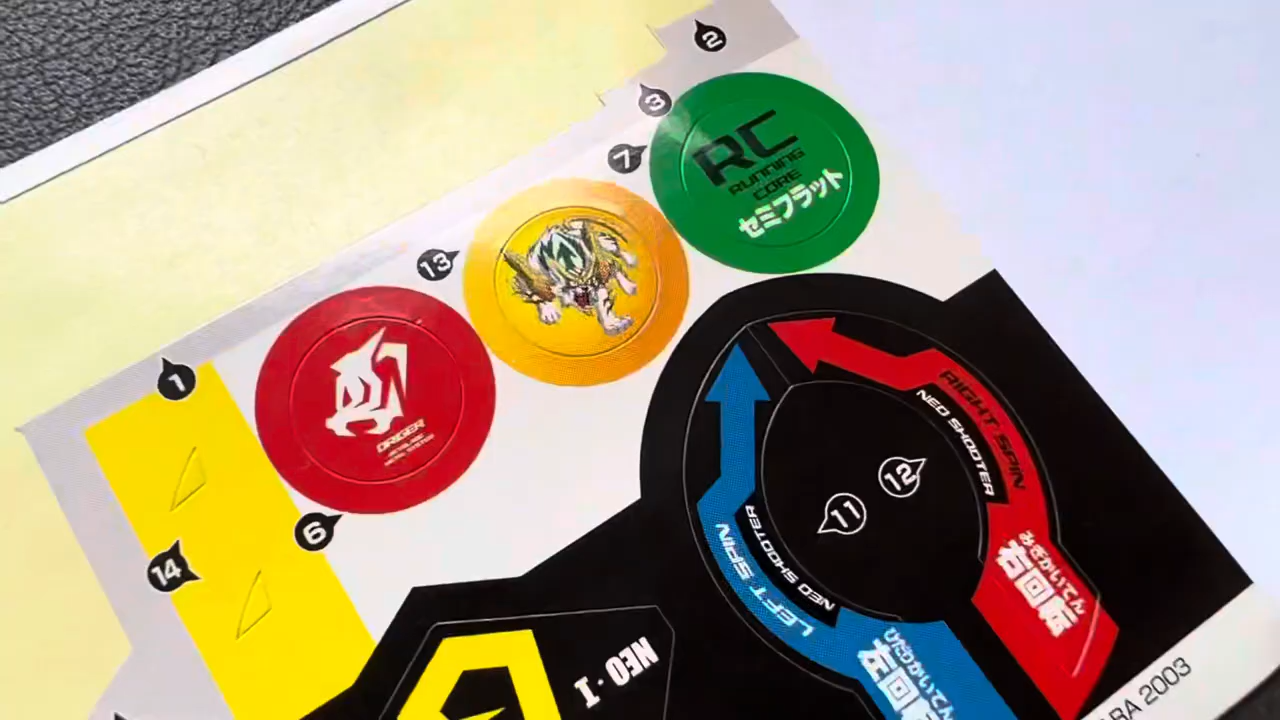 2
3
RC
RUNNING
CORE
セミフラット
7
13
1
DRIGER
6
14
RIGHT SPIN
NEO SHOOTER
みぎかいてん
右回転
12
11
LEFT SPIN
NEO SHOOTER
ひだりかいてん
左回転
NEO・I
RA 2003